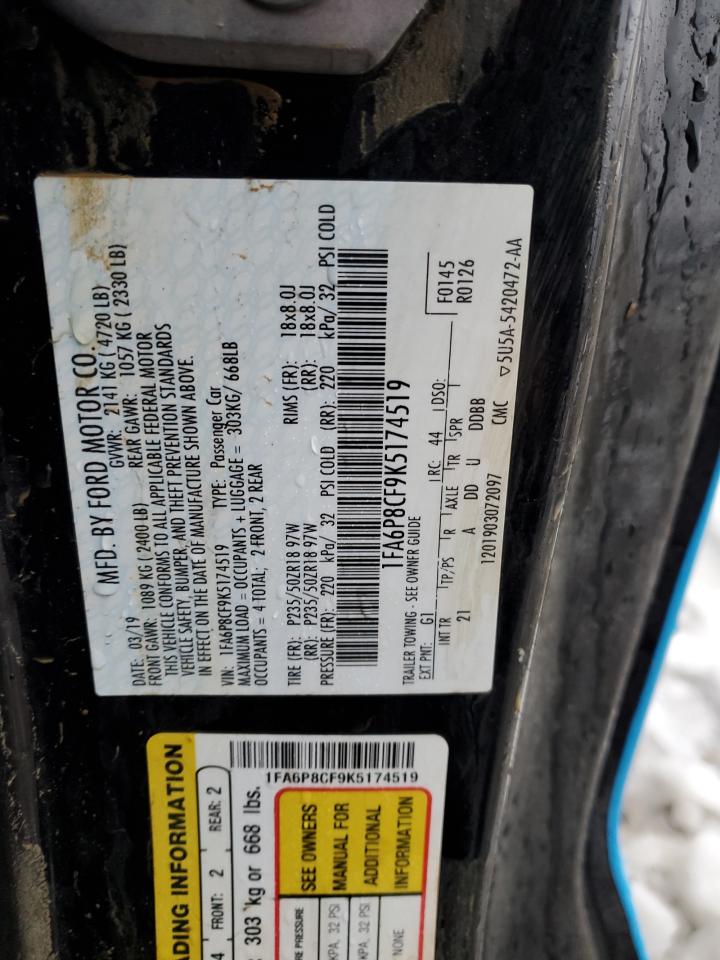 MFD. BY FORD MOTOR CO.
DATE: 03/19 GVWR: 2141 KG ( 4720 LB)
FRONT GAWR: 1089 KG ( 2400 LB) REAR GAWR: 1057 KG ( 2330 LB)
THIS VEHICLE CONFORMS TO ALL APPLICABLE FEDERAL MOTOR
VEHICLE SAFETY, BUMPER, AND THEFT PREVENTION STANDARDS
IN EFFECT ON THE DATE OF MANUFACTURE SHOWN ABOVE.
VIN: 1FA6P8CF9K5174519 TYPE: Passenger Car
MAXIMUM LOAD = OCCUPANTS + LUGGAGE = 303KG/ 668LB
OCCUPANTS = 4 TOTAL; 2 FRONT, 2 REAR
TIRE (FR): P235/50ZR18 97W RIMS (FR): 18x8.0J
(RR): P235/50ZR18 97W (RR): 18x8.0J
PRESSURE (FR): 220 kPa/ 32 PSI COLD (RR): 220 kPa/ 32 PSI COLD
1FA6P8CF9K5174519
TRAILER TOWING - SEE OWNER GUIDE
F0145
R0126
EXT PNT: G1 RC: 44 DSO:
INT TR TP/PS R AXLE TR SPR
21 A DD U DDBB
1201903072097 CMC ▽5U5A-5420472-AA
1FA6P8CF9K5174519
ADING INFORMATION
4 FRONT: 2 REAR: 2
303 kg or 668 lbs.
RE PRESSURE
KPA, 32 PSI
KPA, 32 PSI
NONE
SEE OWNERS
MANUAL FOR
ADDITIONAL
INFORMATION